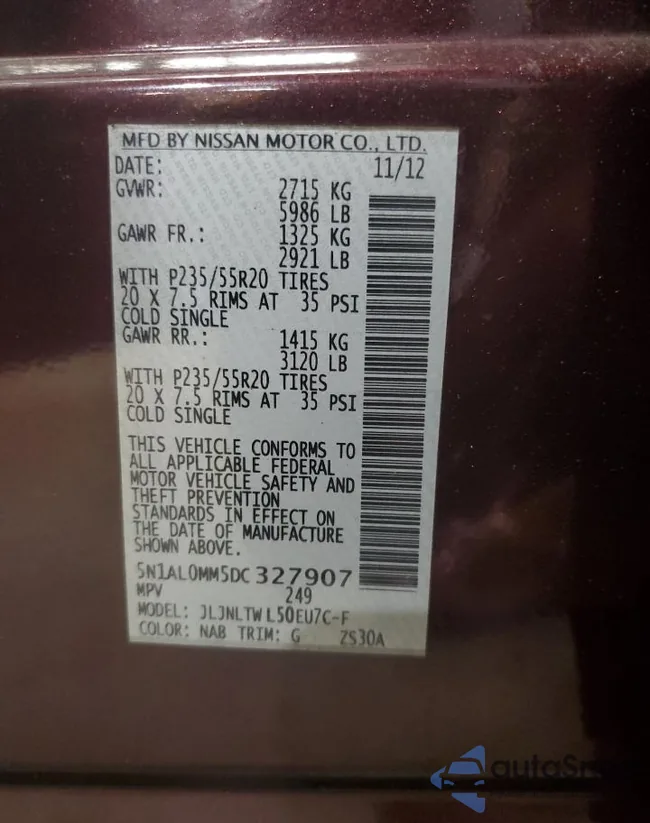 MFD BY NISSAN MOTOR CO., LTD.
DATE: 11/12
GVWR: 2715 KG
5986 LB
GAWR FR.: 1325 KG
2921 LB
WITH P235/55R20 TIRES
20 X 7.5 RIMS AT 35 PSI
COLD SINGLE
GAWR RR.: 1415 KG
3120 LB
WITH P235/55R20 TIRES
20 X 7.5 RIMS AT 35 PSI
COLD SINGLE
THIS VEHICLE CONFORMS TO
ALL APPLICABLE FEDERAL
MOTOR VEHICLE SAFETY AND
THEFT PREVENTION
STANDARDS IN EFFECT ON
THE DATE OF MANUFACTURE
SHOWN ABOVE.
5N1AL0MM5DC327907
MPV 249
MODEL: JLJNLTWL50EU7C-F
COLOR: NAB TRIM: G ZS30A